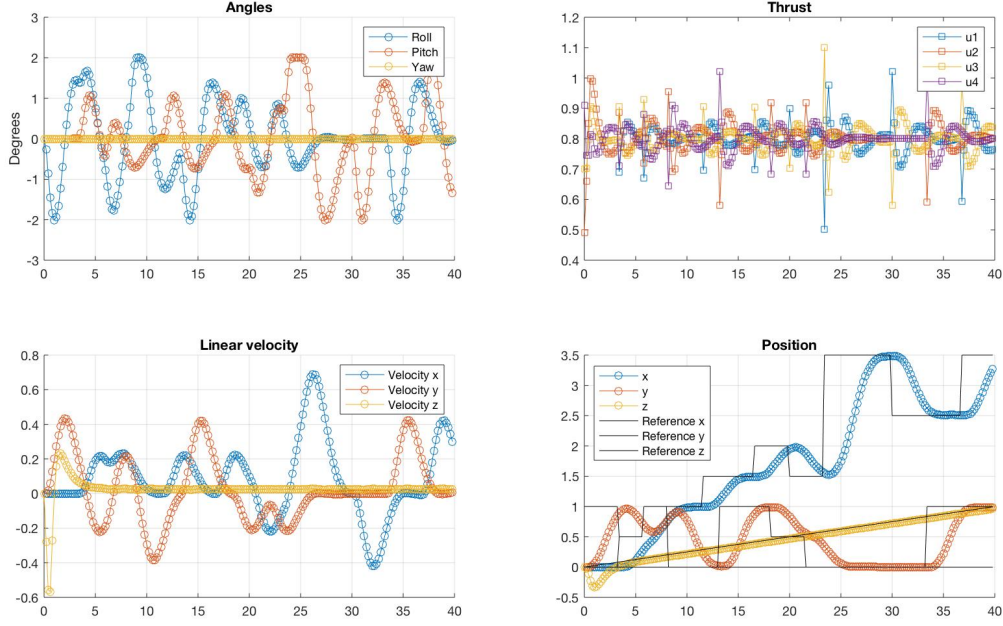 Angles
3
2
1
0
-1
-2
-3
Degrees
Roll
Pitch
Yaw
0 5 10 15 20 25 30 35 40
Thrust
1.2
1.1
1
0.9
0.8
0.7
0.6
0.5
0.4
u1
u2
u3
u4
0 5 10 15 20 25 30 35 40
Linear velocity
0.8
0.6
0.4
0.2
0
-0.2
-0.4
-0.6
Velocity x
Velocity y
Velocity z
0 5 10 15 20 25 30 35 40
Position
3.5
3
2.5
2
1.5
1
0.5
0
-0.5
x
y
z
Reference x
Reference y
Reference z
0 5 10 15 20 25 30 35 40